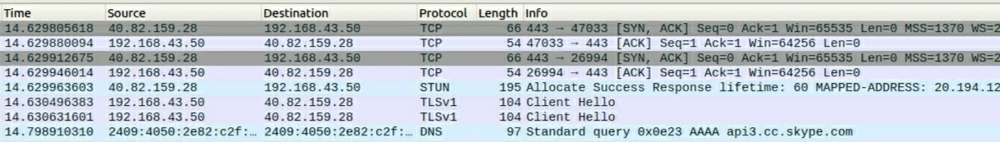 Time Source Destination Protocol Length Info
14.629805618 40.82.159.28 192.168.43.50 TCP 66 443 → 47033 [SYN, ACK] Seq=0 Ack=1 Win=65535 Len=0 MSS=1370 WS=2
14.629880094 192.168.43.50 40.82.159.28 TCP 54 47033 → 443 [ACK] Seq=1 Ack=1 Win=64256 Len=0
14.629912675 40.82.159.28 192.168.43.50 TCP 66 443 → 26994 [SYN, ACK] Seq=0 Ack=1 Win=65535 Len=0 MSS=1370 WS=2
14.629946014 192.168.43.50 40.82.159.28 TCP 54 26994 → 443 [ACK] Seq=1 Ack=1 Win=64256 Len=0
14.629963603 40.82.159.28 192.168.43.50 STUN 195 Allocate Success Response lifetime: 60 MAPPED-ADDRESS: 20.194.12
14.630496383 192.168.43.50 40.82.159.28 TLSv1 104 Client Hello
14.630631601 192.168.43.50 40.82.159.28 TLSv1 104 Client Hello
14.798910310 2409:4050:2e82:c2f:… 2409:4050:2e82:c2f:… DNS 97 Standard query 0x0e23 AAAA api3.cc.skype.com